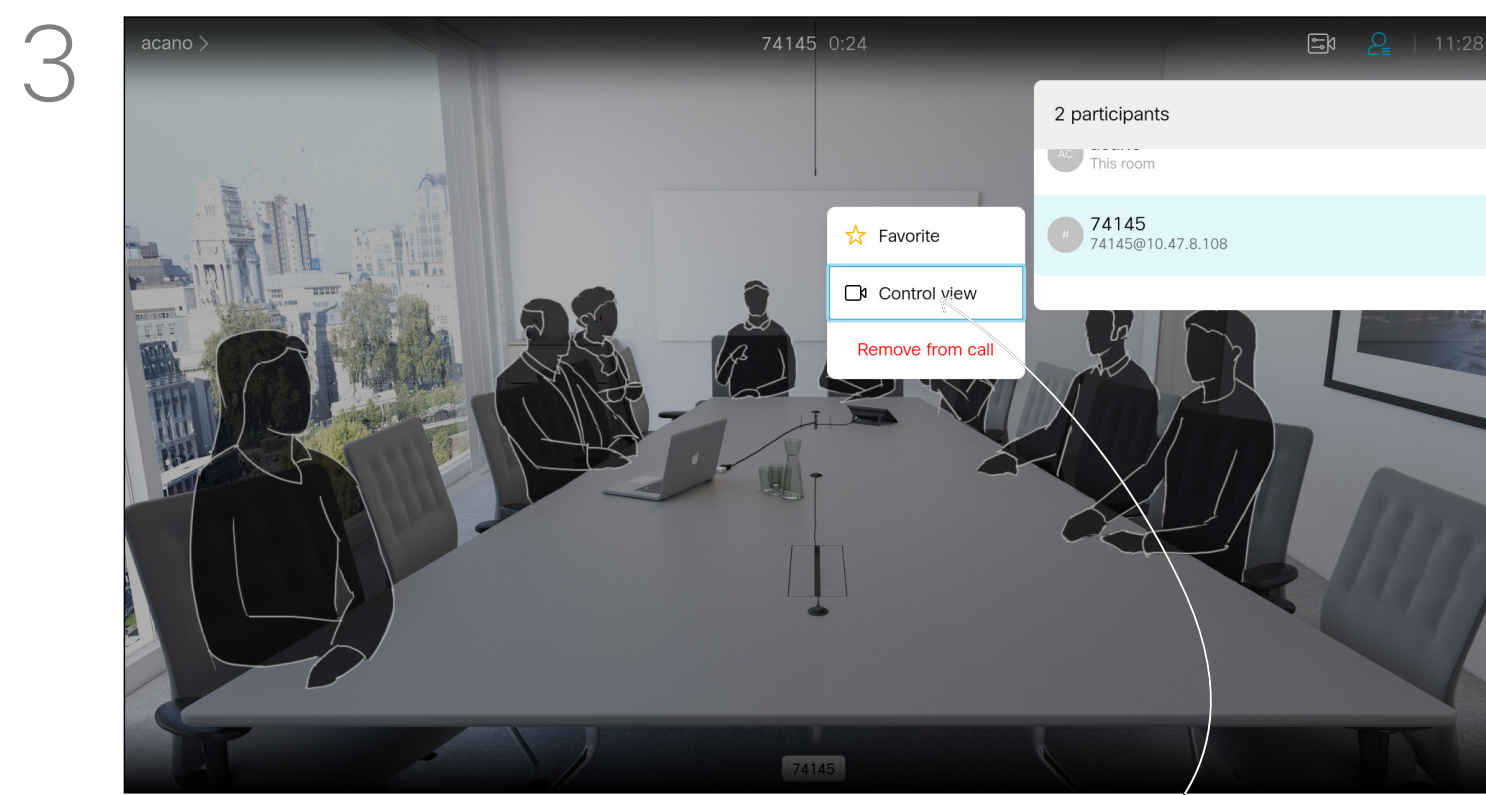 3
acano
74145 0:24
11:28
2 participants
AC
This room
#
74145
74145@10.47.8.108
Favorite
Control view
Remove from call
74145